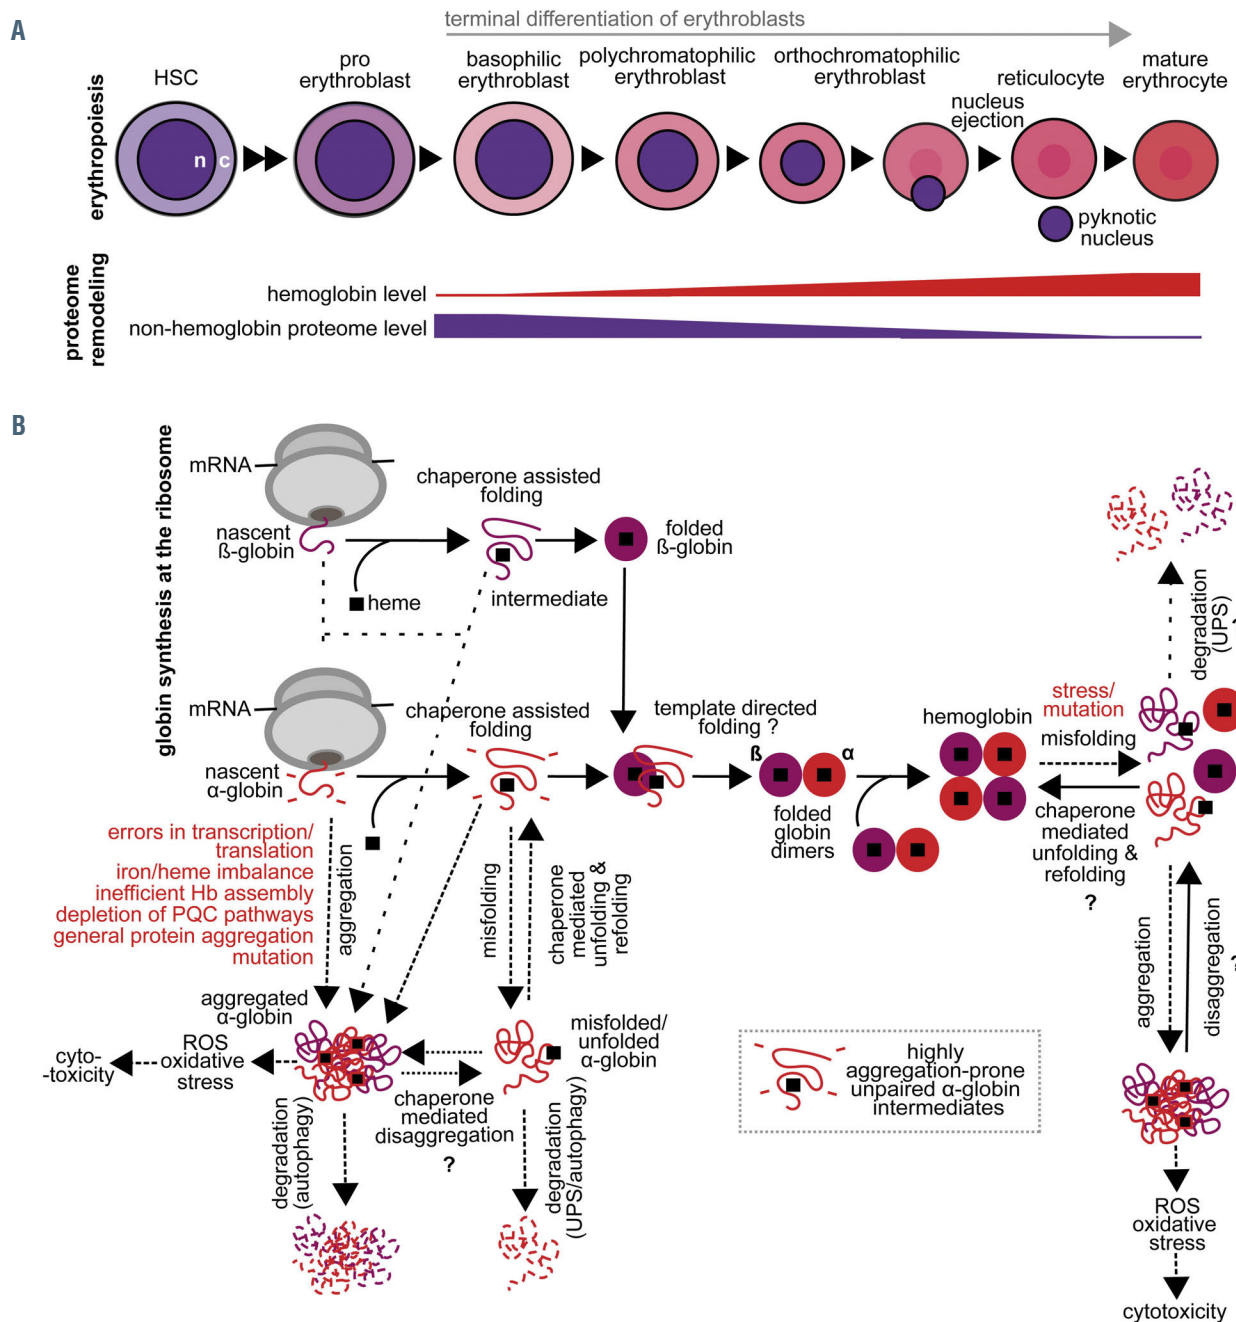 A
terminal differentiation of erythroblasts
erythropoiesis
HSC
pro
erythroblast
basophilic
erythroblast
polychromatophilic
erythroblast
orthochromatophilic
erythroblast
nucleus
ejection
reticulocyte
mature
erythrocyte
n
c
pyknotic
nucleus
proteome
remodeling
hemoglobin level
non-hemoglobin proteome level
B
globin synthesis at the ribosome
mRNA
nascent
ß-globin
heme
chaperone assisted
folding
intermediate
folded
ß-globin
mRNA
nascent
α-globin
chaperone assisted
folding
template directed
folding ?
ß
α
folded
globin
dimers
hemoglobin
stress/
mutation
misfolding
chaperone
mediated
unfolding &
refolding
?
degradation
(UPS)
errors in transcription/
translation
iron/heme imbalance
inefficient Hb assembly
depletion of PQC pathways
general protein aggregation
mutation
aggregation
misfolding
chaperone
mediated
unfolding &
refolding
aggregation
disaggregation
aggregated
α-globin
misfolded/
unfolded
α-globin
cyto-
-toxicity
ROS
oxidative
stress
chaperone
mediated
disaggregation
?
degradation
(autophagy)
degradation
(UPS/autophagy)
highly
aggregation-prone
unpaired α-globin
intermediates
ROS
oxidative
stress
cytotoxicity